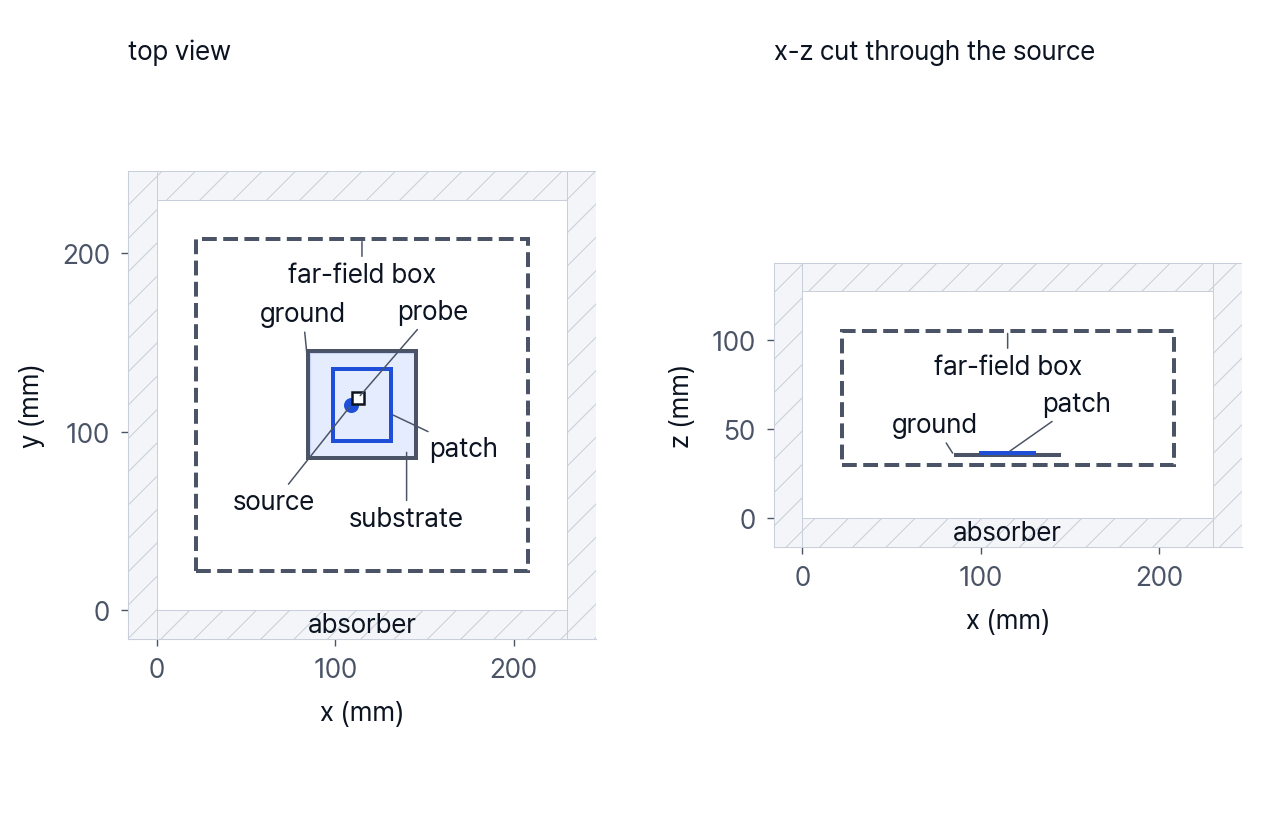 top view
far-field box
ground
probe
patch
source
substrate
absorber
200
100
0
y (mm)
0
100
200
x (mm)
x-z cut through the source
far-field box
patch
ground
absorber
100
50
0
z (mm)
0
100
200
x (mm)